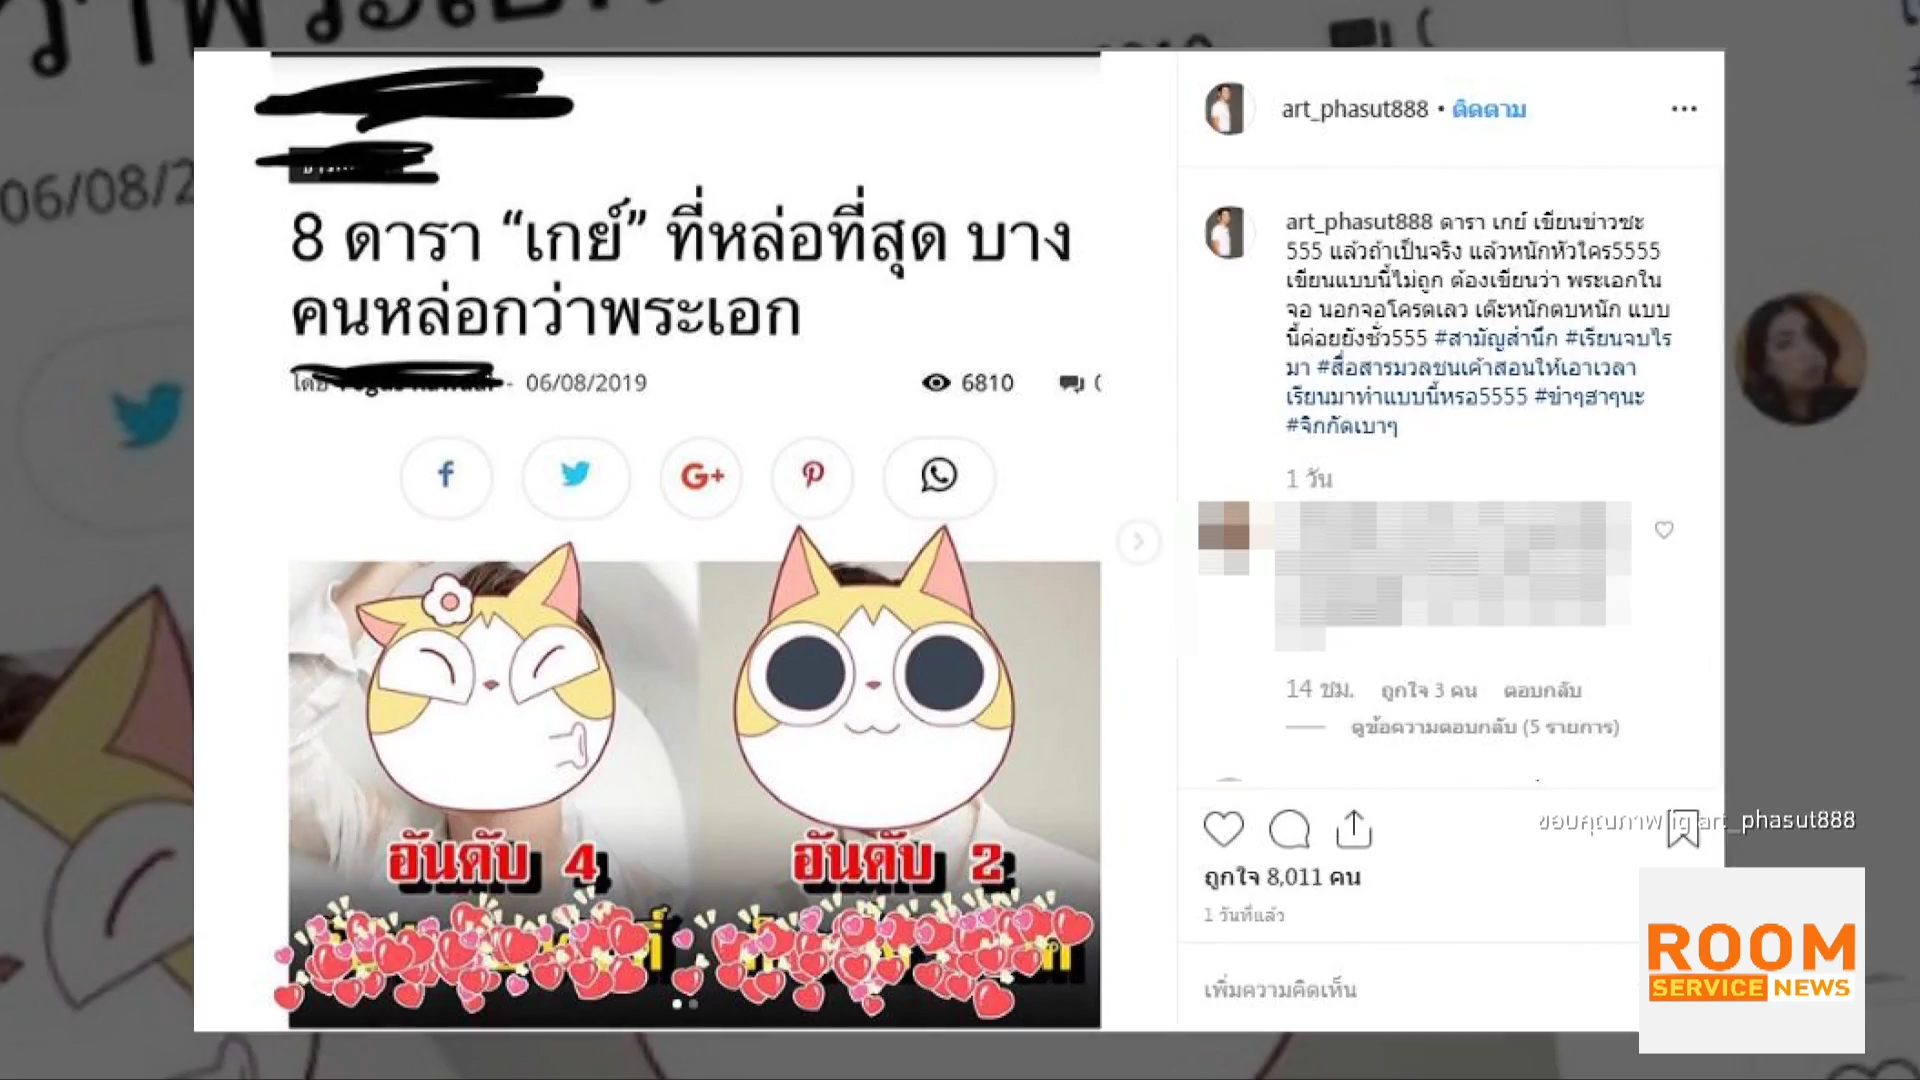 8 ดารา “เกย์” ที่หล่อที่สุด บาง
คนหล่อกว่าพระเอก
โดย
- 06/08/2019
6810
อันดับ 4
อันดับ 2
art_phasut888 • ติดตาม
art_phasut888 ดารา เกย์ เขียนข่าวซะ
555 แล้วถ้าเป็นจริง แล้วหนักหัวใคร5555
เขียนแบบนี้ไม่ถูก ต้องเขียนว่า พระเอกใน
จอ นอกจอโครตเลว เต๊ะหนักตบหนัก แบบ
นี้ค่อยยังชั่ว555 #สามัญสำนึก #เรียนจบไร
มา #สื่อสารมวลชนเค้าสอนให้เอาเวลา
เรียนมาทำแบบนี้หรอ5555 #ขำๆฮาๆนะ
#จิกกัดเบาๆ
1 วัน
14 ชม. ถูกใจ 3 คน ตอบกลับ
ดูข้อความตอบกลับ (5 รายการ)
ขอบคุณภาพ ig art_phasut888
ถูกใจ 8,011 คน
1 วันที่แล้ว
เพิ่มความคิดเห็น
ROOM
SERVICE NEWS
06/08/2